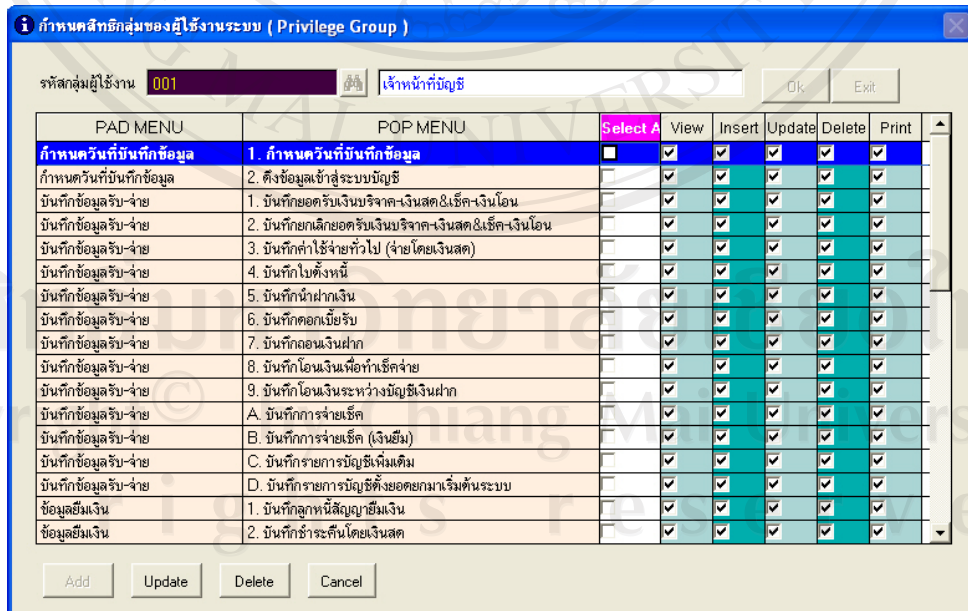 กำหนดสิทธิกลุ่มของผู้ใช้งานระบบ ( Privilege Group )
รหัสกลุ่มผู้ใช้งาน 001 เจ้าหน้าที่บัญชี Ok Exit
PAD MENU POP MENU Select A View Insert Update Delete Print
กำหนดวันที่บันทึกข้อมูล 1. กำหนดวันที่บันทึกข้อมูล
กำหนดวันที่บันทึกข้อมูล 2. ดึงข้อมูลเข้าสู่ระบบบัญชี
บันทึกข้อมูลรับ-จ่าย 1. บันทึกยอดรับเงินบริจาค-เงินสด&เช็ค-เงินโอน
บันทึกข้อมูลรับ-จ่าย 2. บันทึกยกเลิกยอดรับเงินบริจาค-เงินสด&เช็ค-เงินโอน
บันทึกข้อมูลรับ-จ่าย 3. บันทึกค่าใช้จ่ายทั่วไป (จ่ายโดยเงินสด)
บันทึกข้อมูลรับ-จ่าย 4. บันทึกใบตั้งหนี้
บันทึกข้อมูลรับ-จ่าย 5. บันทึกนำฝากเงิน
บันทึกข้อมูลรับ-จ่าย 6. บันทึกดอกเบี้ยรับ
บันทึกข้อมูลรับ-จ่าย 7. บันทึกถอนเงินฝาก
บันทึกข้อมูลรับ-จ่าย 8. บันทึกโอนเงินเพื่อทำเช็คจ่าย
บันทึกข้อมูลรับ-จ่าย 9. บันทึกโอนเงินระหว่างบัญชีเงินฝาก
บันทึกข้อมูลรับ-จ่าย A. บันทึกการจ่ายเช็ค
บันทึกข้อมูลรับ-จ่าย B. บันทึกการจ่ายเช็ค (เงินยืม)
บันทึกข้อมูลรับ-จ่าย C. บันทึกรายการบัญชีเพิ่มเติม
บันทึกข้อมูลรับ-จ่าย D. บันทึกรายการบัญชีตั้งยอดยกมาเริ่มต้นระบบ
ข้อมูลยืมเงิน 1. บันทึกลูกหนี้สัญญายืมเงิน
ข้อมูลยืมเงิน 2. บันทึกชำระคืนโดยเงินสด
Add Update Delete Cancel